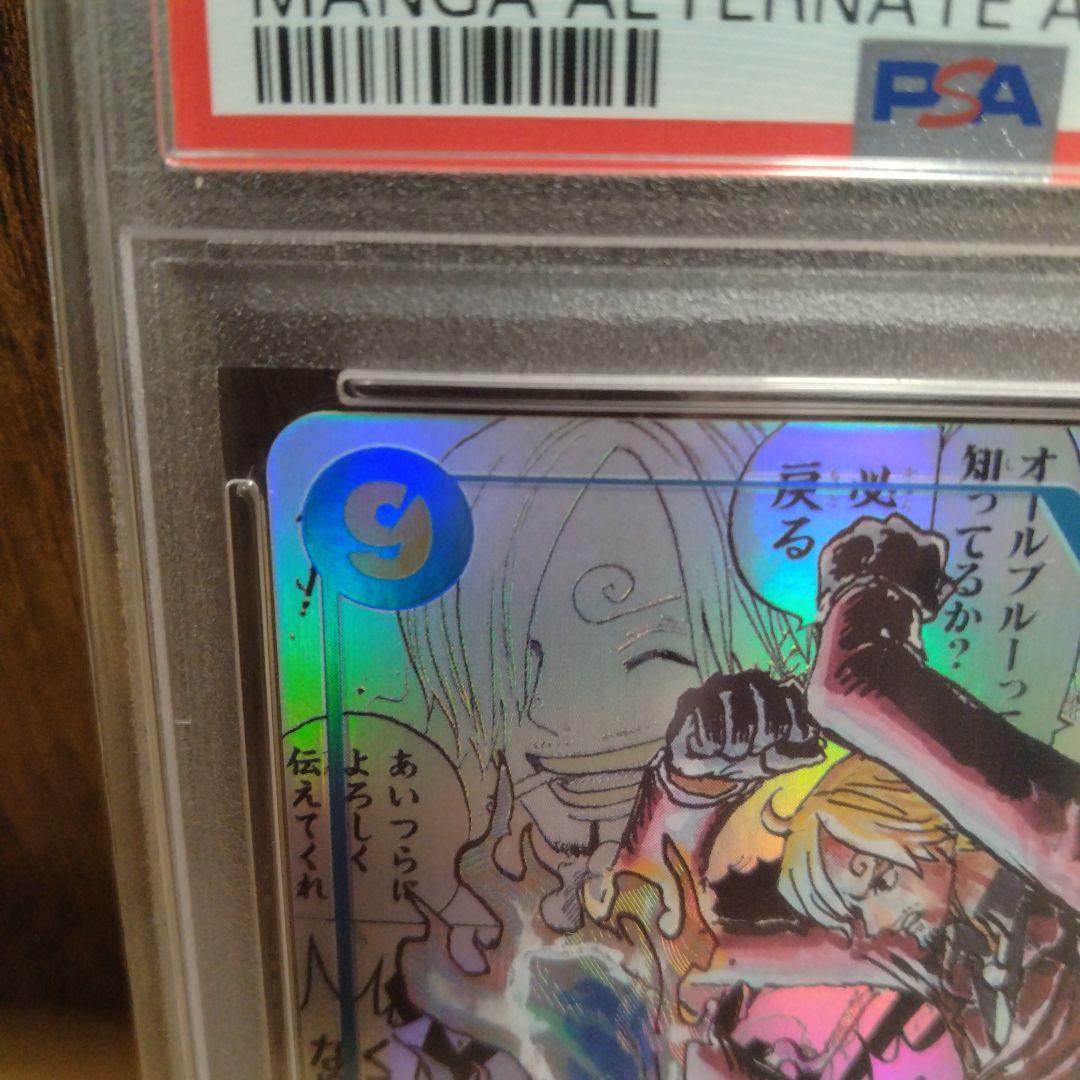 MANGA ALTERNATE A
PSA
9
オールブルーって
知ってるか?
必
戻る
あいつらに
よろしく
伝えてくれ